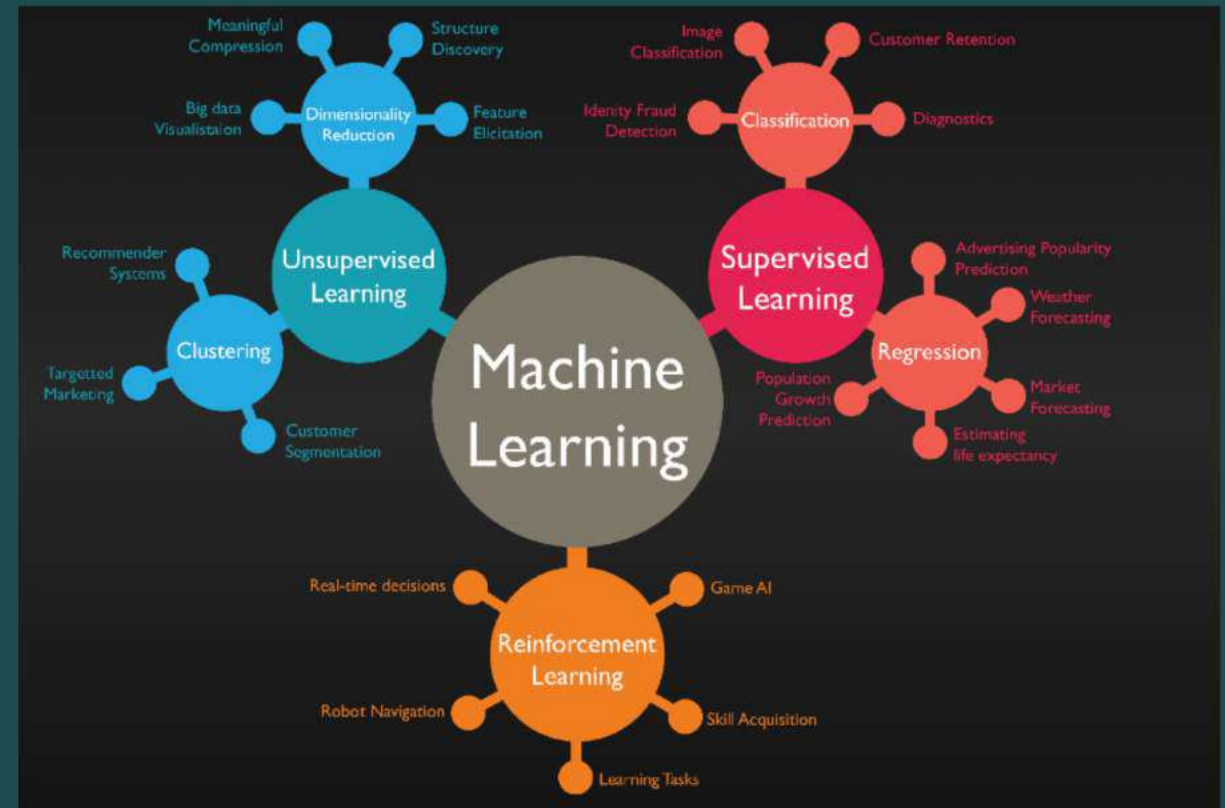 Meaningful
Compression
Structure
Discovery
Big data
Visualistaion
Dimensionality
Reduction
Feature
Elicitation
Unsupervised
Learning
Recommender
Systems
Clustering
Targetted
Marketing
Customer
Segmentation
Machine
Learning
Image
Classification
Customer Retention
Idenity Fraud
Detection
Classification
Diagnostics
Supervised
Learning
Advertising Popularity
Prediction
Weather
Forecasting
Regression
Population
Growth
Prediction
Market
Forecasting
Estimating
life expectancy
Real-time decisions
Game AI
Reinforcement
Learning
Robot Navigation
Skill Acquisition
Learning Tasks